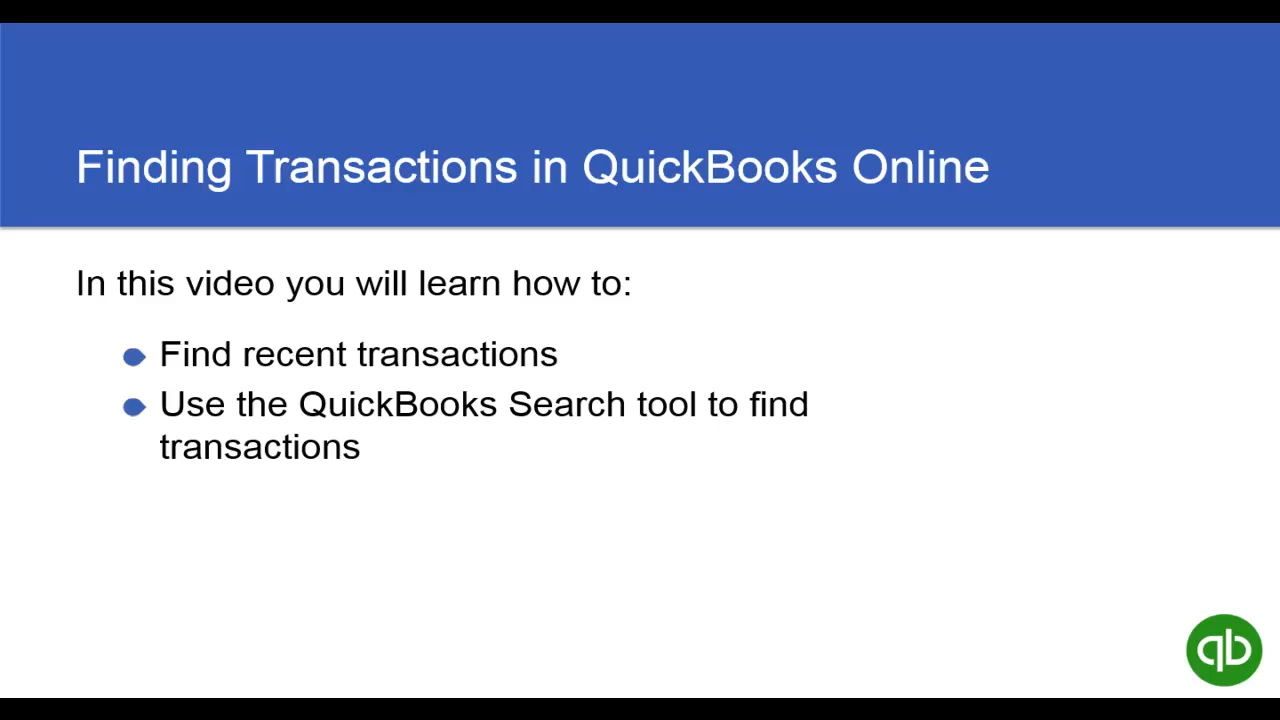 Finding Transactions in QuickBooks Online
In this video you will learn how to:
Find recent transactions
Use the QuickBooks Search tool to find
transactions
qb